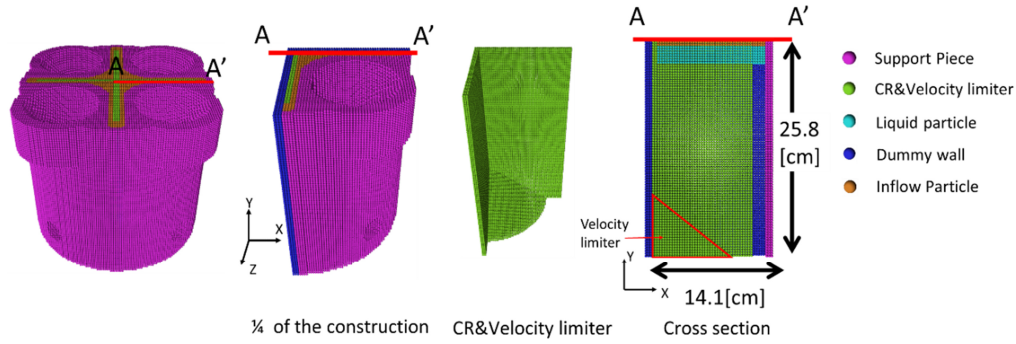 A
A'
A
A'
Y
X
Z
A
A'
25.8
[cm]
Velocity
limiter
Y
X
14.1[cm]
Support Piece
CR&Velocity limiter
Liquid particle
Dummy wall
Inflow Particle
¼ of the construction
CR&Velocity limiter
Cross section